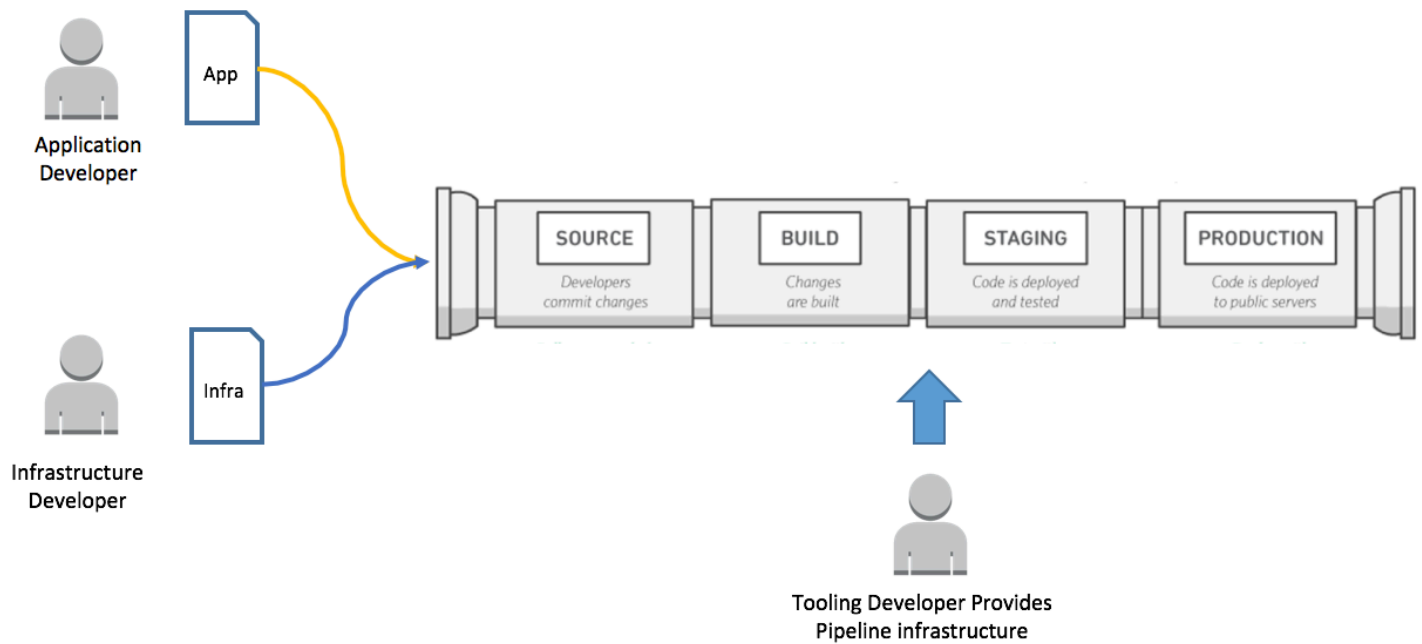 App
Application
Developer
SOURCE
Developers
commit changes
BUILD
Changes
are built
STAGING
Code is deployed
and tested
PRODUCTION
Code is deployed
to public servers
Infra
Infrastructure
Developer
Tooling Developer Provides
Pipeline infrastructure